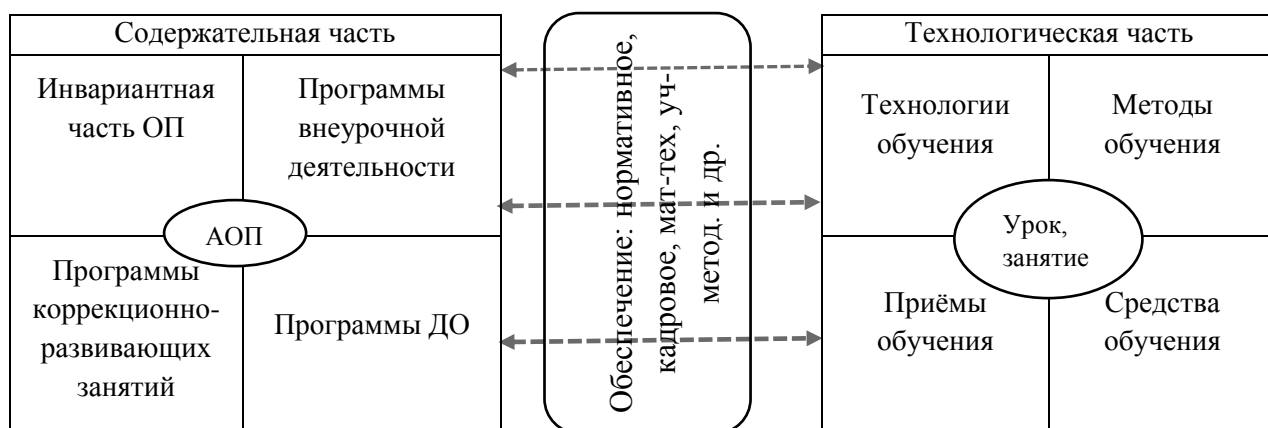 Содержательная часть
Инвариантная
часть ОП
Программы
внеурочной
деятельности
АОП
Программы
коррекционно-
развивающих
занятий
Программы ДО
Обеспечение: нормативное,
кадровое, мат-тех, уч-
метод. и др.
Технологическая часть
Технологии
обучения
Методы
обучения
Урок,
занятие
Приёмы
обучения
Средства
обучения